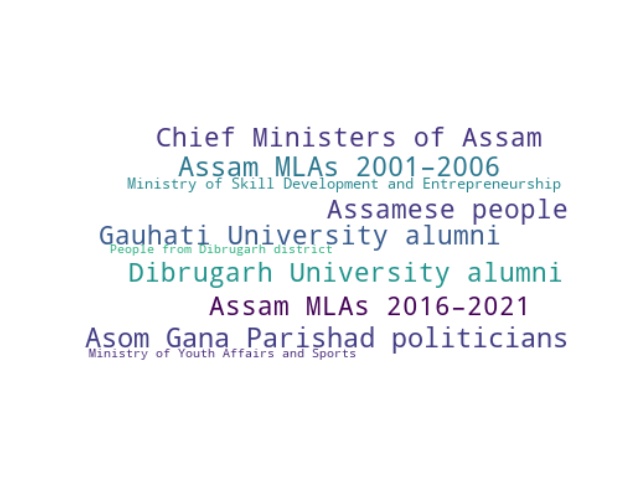 Chief Ministers of Assam
Assam MLAs 2001–2006
Ministry of Skill Development and Entrepreneurship
Assamese people
Gauhati University alumni
People from Dibrugarh district
Dibrugarh University alumni
Assam MLAs 2016–2021
Asom Gana Parishad politicians
Ministry of Youth Affairs and Sports